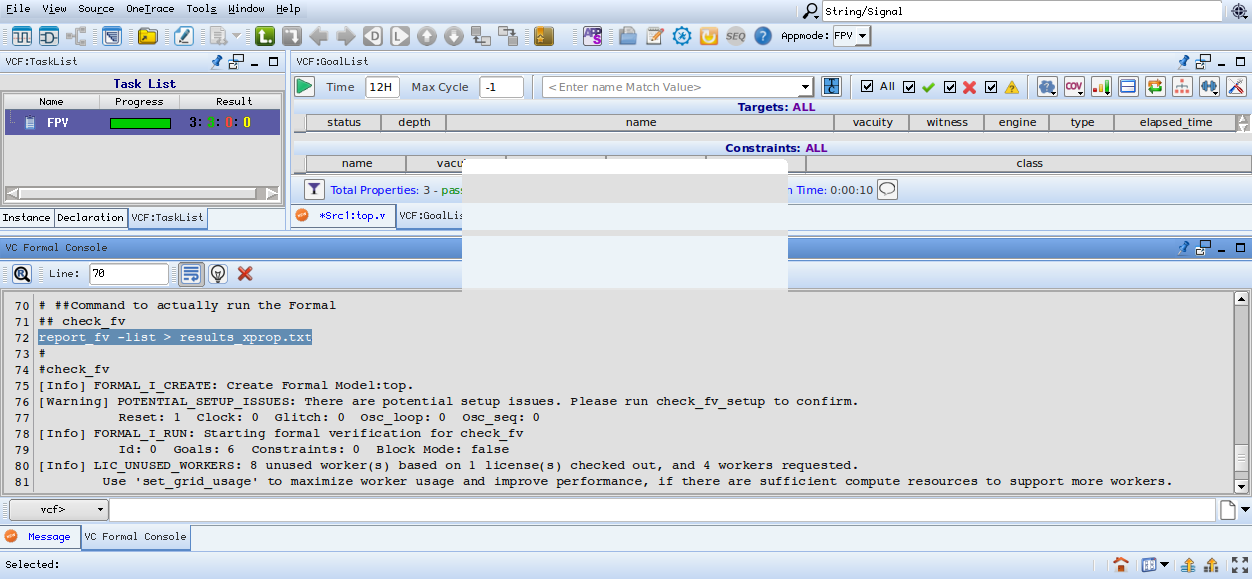 File View Source OneTrace Tools Window Help
String/Signal
SEQ
Appmode: FPV
VCF:TaskList
VCF:GoalList
Task List
Name Progress Result
FPV 3: 3: 0: 0
Time 12H Max Cycle -1 <Enter name Match Value> All COV
Targets: ALL
status depth name vacuity witness engine type elapsed_time
Constraints: ALL
name class
Total Properties: 3 - Time: 0:00:10
Instance Declaration VCF:TaskList
*Src1:top.v
VC Formal Console
Line: 70
70 # ##Command to actually run the Formal
71 ## check_fv
72 report_fv -list > results_xprop.txt
73 #
74 #check_fv
75 [Info] FORMAL_I_CREATE: Create Formal Model:top.
76 [Warning] POTENTIAL_SETUP_ISSUES: There are potential setup issues. Please run check_fv_setup to confirm.
77 Reset: 1 Clock: 0 Glitch: 0 Osc_loop: 0 Osc_seq: 0
78 [Info] FORMAL_I_RUN: Starting formal verification for check_fv
79 Id: 0 Goals: 6 Constraints: 0 Block Mode: false
80 [Info] LIC_UNUSED_WORKERS: 8 unused worker(s) based on 1 license(s) checked out, and 4 workers requested.
81 Use 'set_grid_usage' to maximize worker usage and improve performance, if there are sufficient compute resources to support more workers.
vcf>
Message VC Formal Console
Selected: